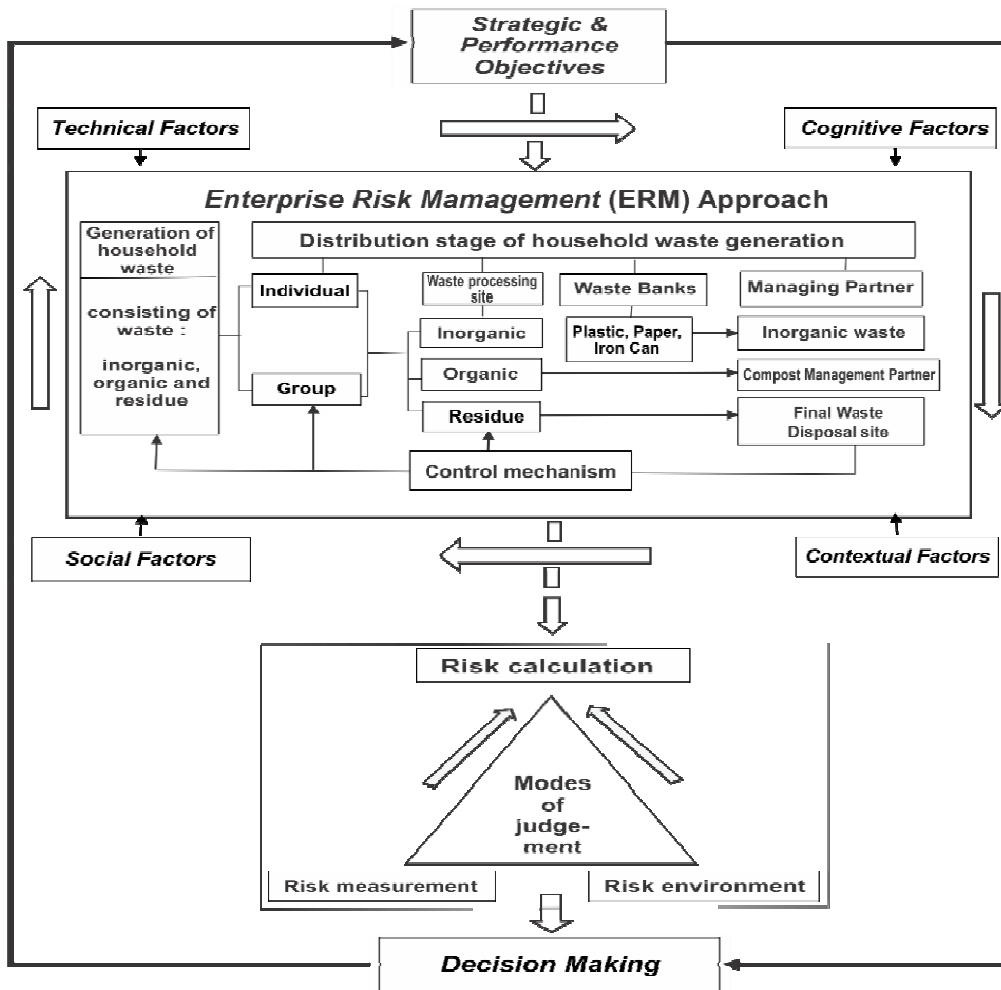 Strategic &
Performance
Objectives
Technical Factors
Cognitive Factors
Enterprise Risk Mamagement (ERM) Approach
Generation of
household
waste
Distribution stage of household waste generation
consisting of
waste :
inorganic,
organic and
residue
Individual
Group
Waste processing
site
Inorganic
Organic
Residue
Waste Banks
Plastic, Paper,
Iron Can
Managing Partner
Inorganic waste
Compost Management Partner
Final Waste
Disposal site
Control mechanism
Social Factors
Contextual Factors
Risk calculation
Modes
of
judge-
ment
Risk measurement
Risk environment
Decision Making